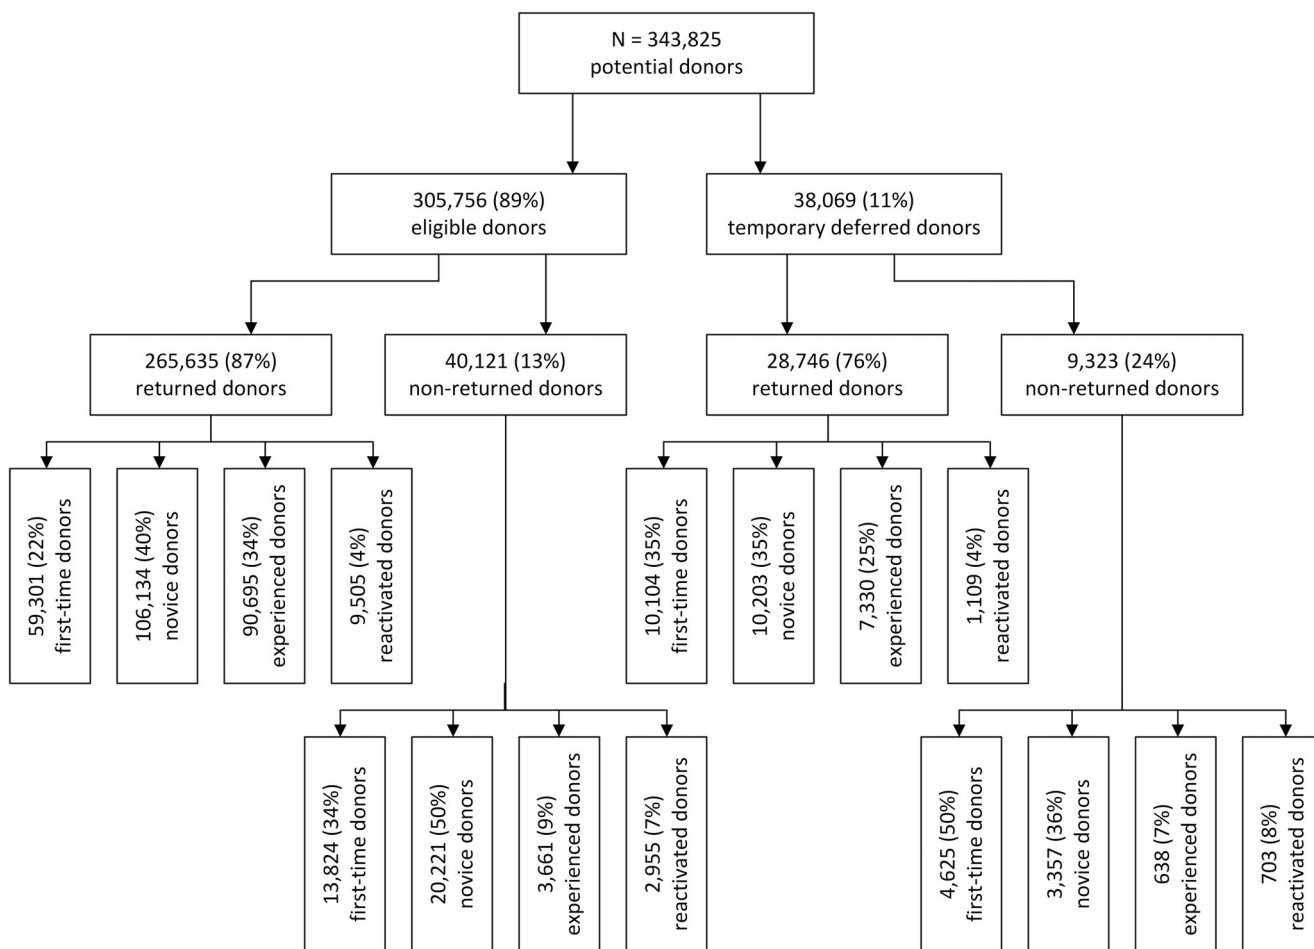 N = 343,825
potential donors
305,756 (89%)
eligible donors
38,069 (11%)
temporary deferred donors
265,635 (87%)
returned donors
40,121 (13%)
non-returned donors
28,746 (76%)
returned donors
9,323 (24%)
non-returned donors
59,301 (22%)
first-time donors
106,134 (40%)
novice donors
90,695 (34%)
experienced donors
9,505 (4%)
reactivated donors
10,104 (35%)
first-time donors
10,203 (35%)
novice donors
7,330 (25%)
experienced donors
1,109 (4%)
reactivated donors
13,824 (34%)
first-time donors
20,221 (50%)
novice donors
3,661 (9%)
experienced donors
2,955 (7%)
reactivated donors
4,625 (50%)
first-time donors
3,357 (36%)
novice donors
638 (7%)
experienced donors
703 (8%)
reactivated donors